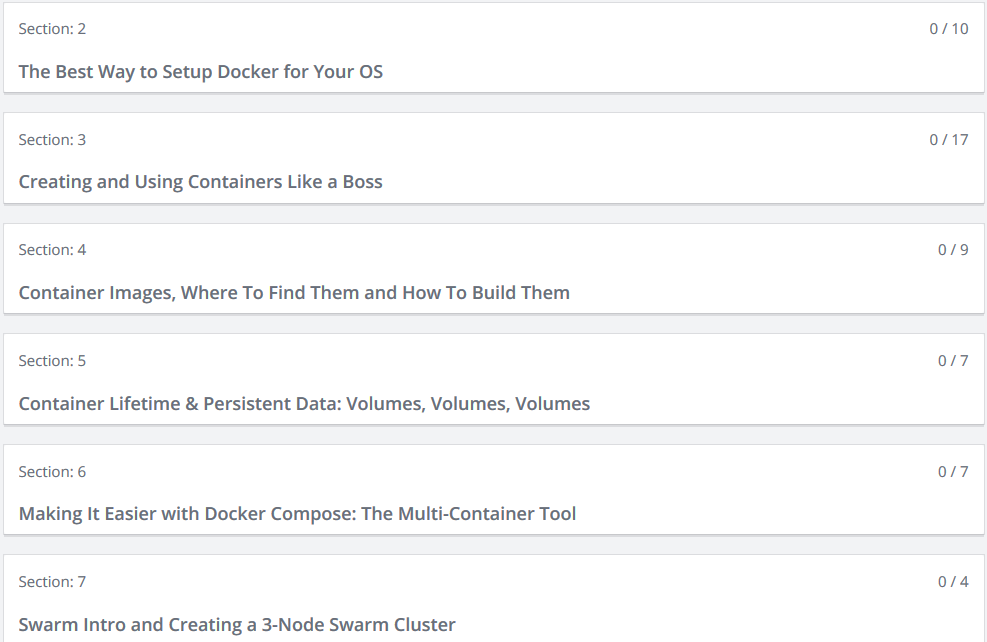 Section: 2 0 / 10
The Best Way to Setup Docker for Your OS
Section: 3 0 / 17
Creating and Using Containers Like a Boss
Section: 4 0 / 9
Container Images, Where To Find Them and How To Build Them
Section: 5 0 / 7
Container Lifetime & Persistent Data: Volumes, Volumes, Volumes
Section: 6 0 / 7
Making It Easier with Docker Compose: The Multi-Container Tool
Section: 7 0 / 4
Swarm Intro and Creating a 3-Node Swarm Cluster